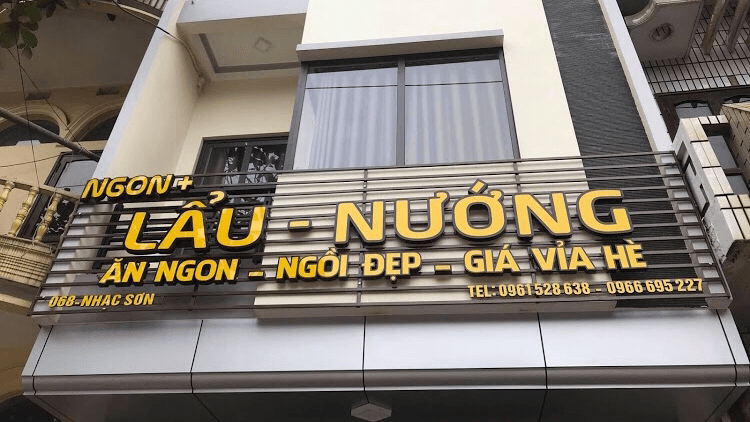 NGON+
LẨU - NƯỚNG
ĂN NGON - NGỒI ĐẸP - GIÁ VỈA HÈ
068-NHẠC SƠN
TEL: 0961 528 638 - 0966 695 227